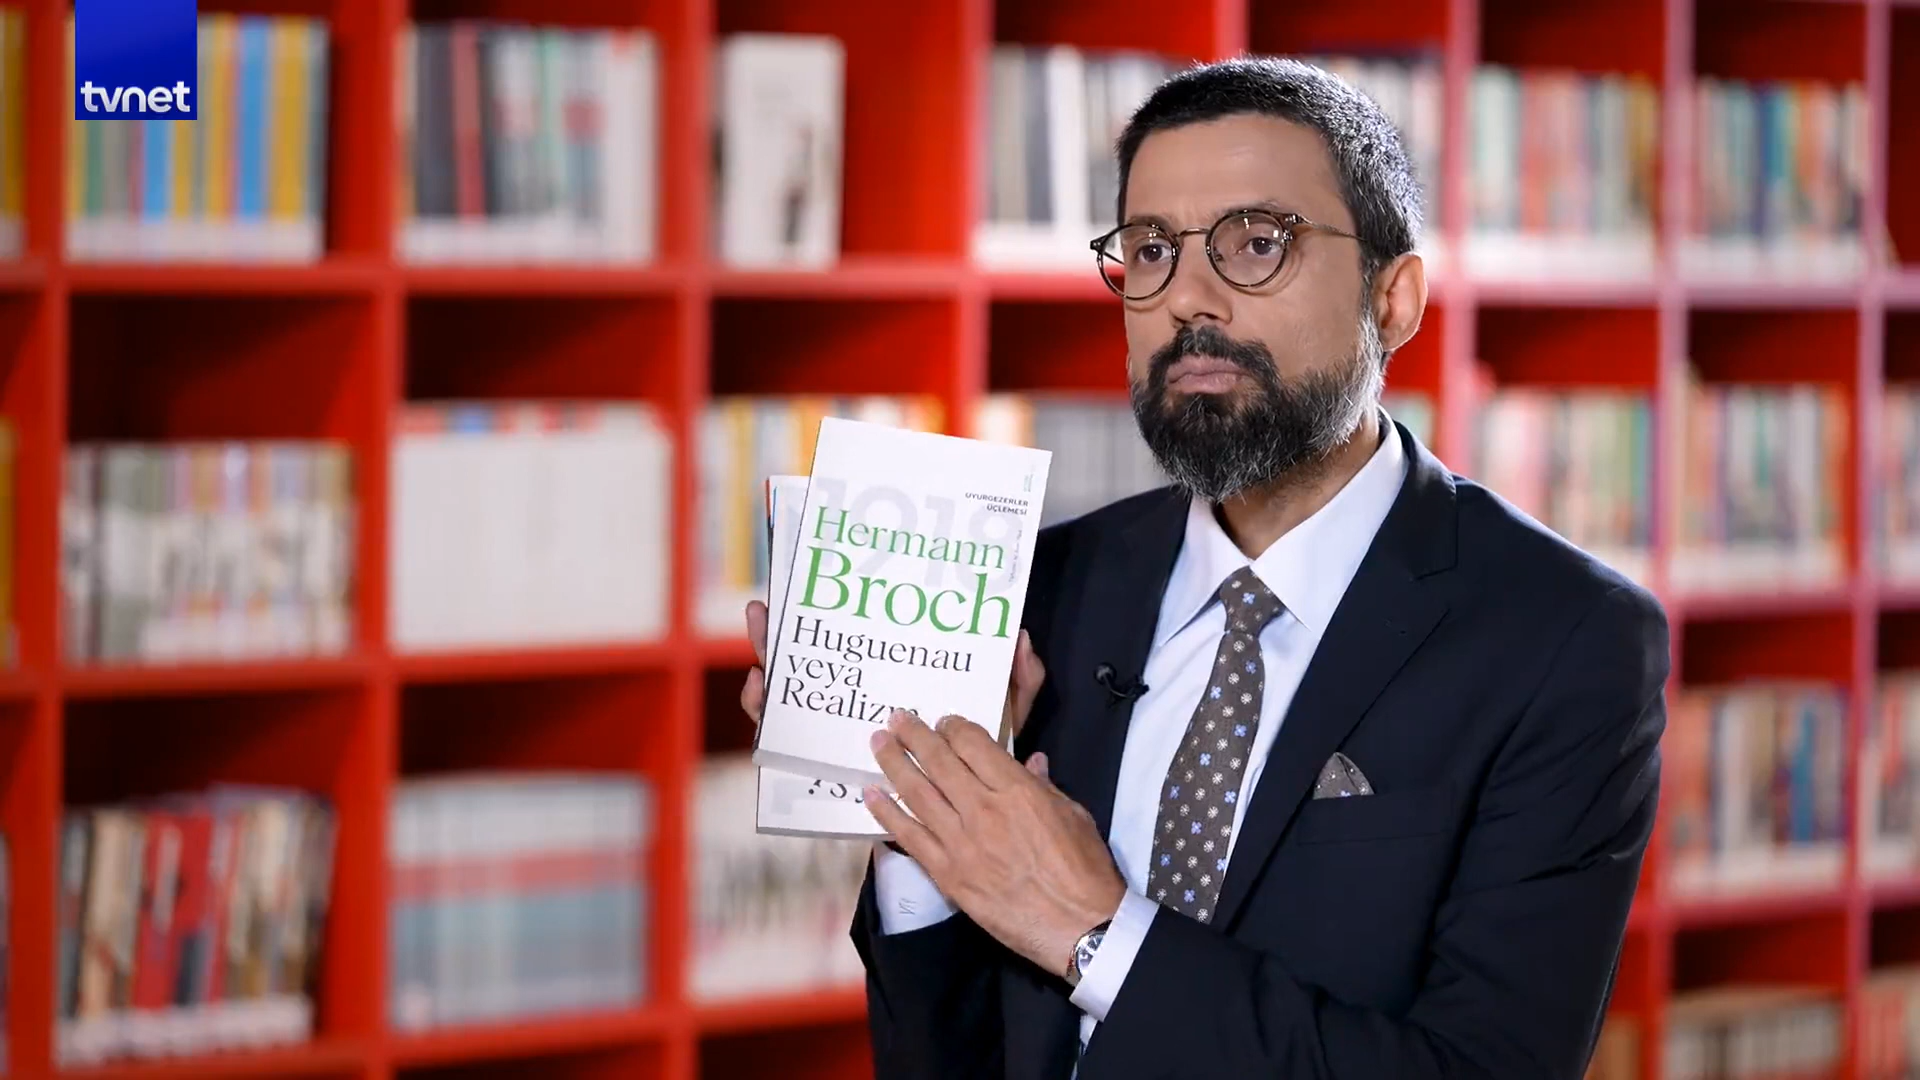 tvnet
UYURGEZERLER
ÜÇLEMESİ
1918
Hermann
Broch
Huguenau
veya
Realizm